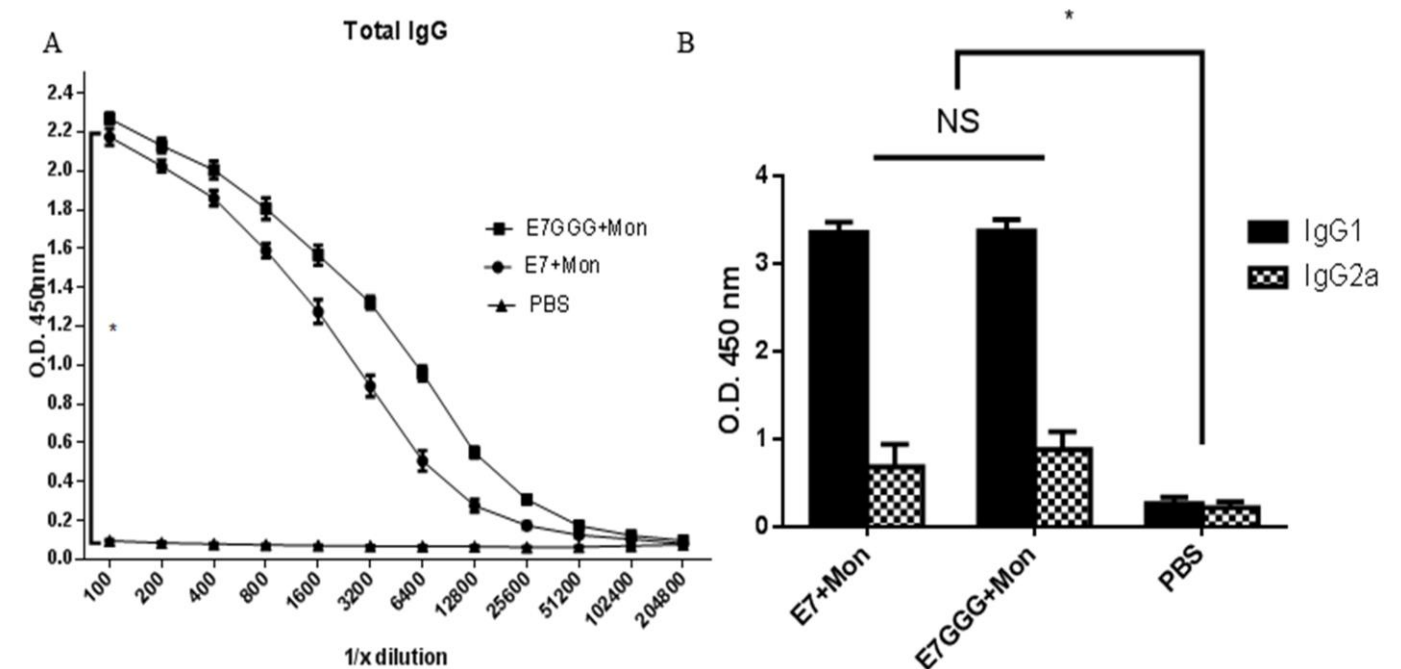 A
Total IgG
2.4
2.2
2.0
1.8
1.6
1.4
1.2
1.0
0.8
0.6
0.4
0.2
0.0
O.D. 450nm
*
E7GGG+Mon
E7+Mon
PBS
100
200
400
800
1600
3200
6400
12800
25600
51200
102400
204800
1/x dilution
B
*
NS
4
3
2
1
0
O.D. 450 nm
IgG1
IgG2a
E7+Mon
E7GGG+Mon
PBS